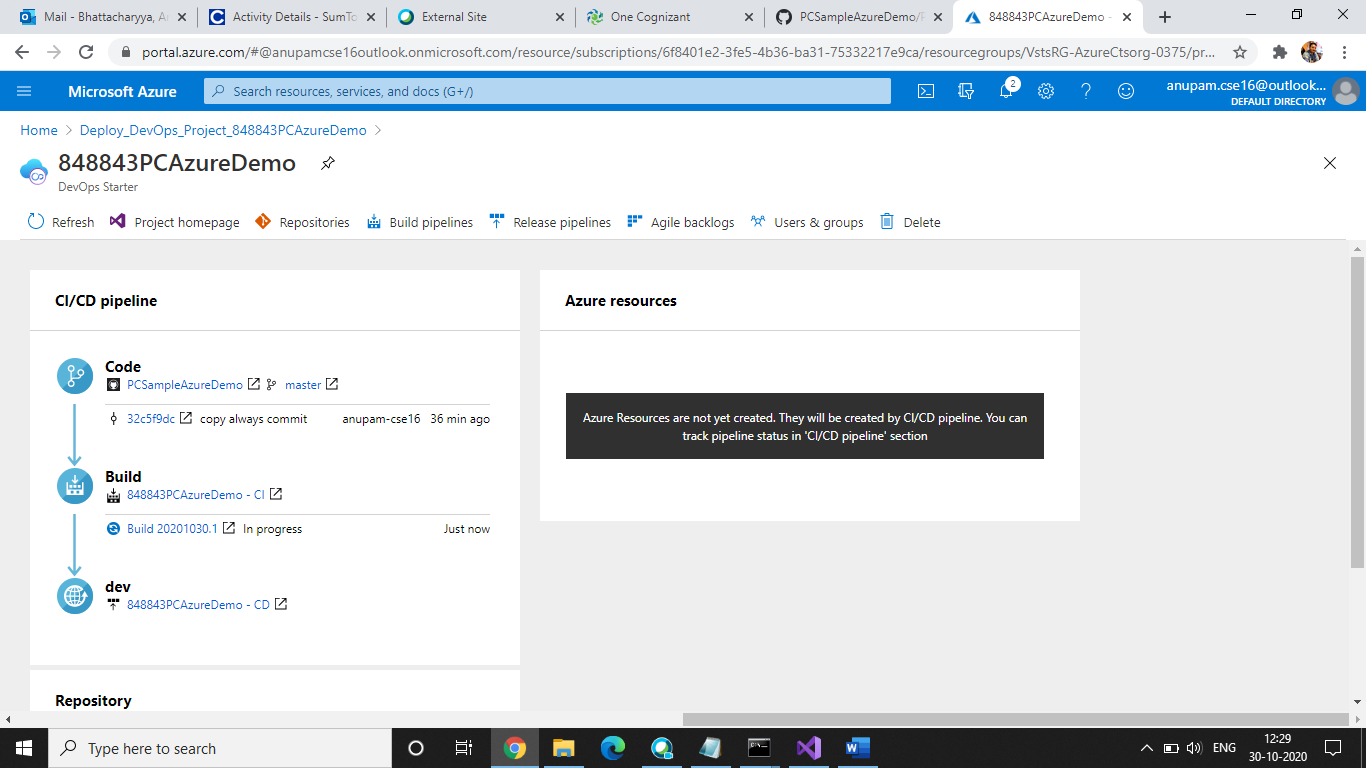 Mail - Bhattacharyya, A
Activity Details - SumTo
External Site
One Cognizant
PCSampleAzureDemo/
848843PCAzureDemo -
portal.azure.com/#@anupamcse16outlook.onmicrosoft.com/resource/subscriptions/6f8401e2-3fe5-4b36-ba31-75332217e9ca/resourcegroups/VstsRG-AzureCtsorg-0375/pr...
Microsoft Azure
Search resources, services, and docs (G+/)
2
anupam.cse16@outlook...
DEFAULT DIRECTORY
Home > Deploy_DevOps_Project_848843PCAzureDemo >
848843PCAzureDemo
DevOps Starter
Refresh Project homepage Repositories Build pipelines Release pipelines Agile backlogs Users & groups Delete
CI/CD pipeline
Code
PCSampleAzureDemo master
32c5f9dc copy always commit anupam-cse16 36 min ago
Build
848843PCAzureDemo - CI
Build 20201030.1 In progress Just now
dev
848843PCAzureDemo - CD
Repository
Azure resources
Azure Resources are not yet created. They will be created by CI/CD pipeline. You can
track pipeline status in 'CI/CD pipeline' section
Type here to search
ENG
12:29
30-10-2020